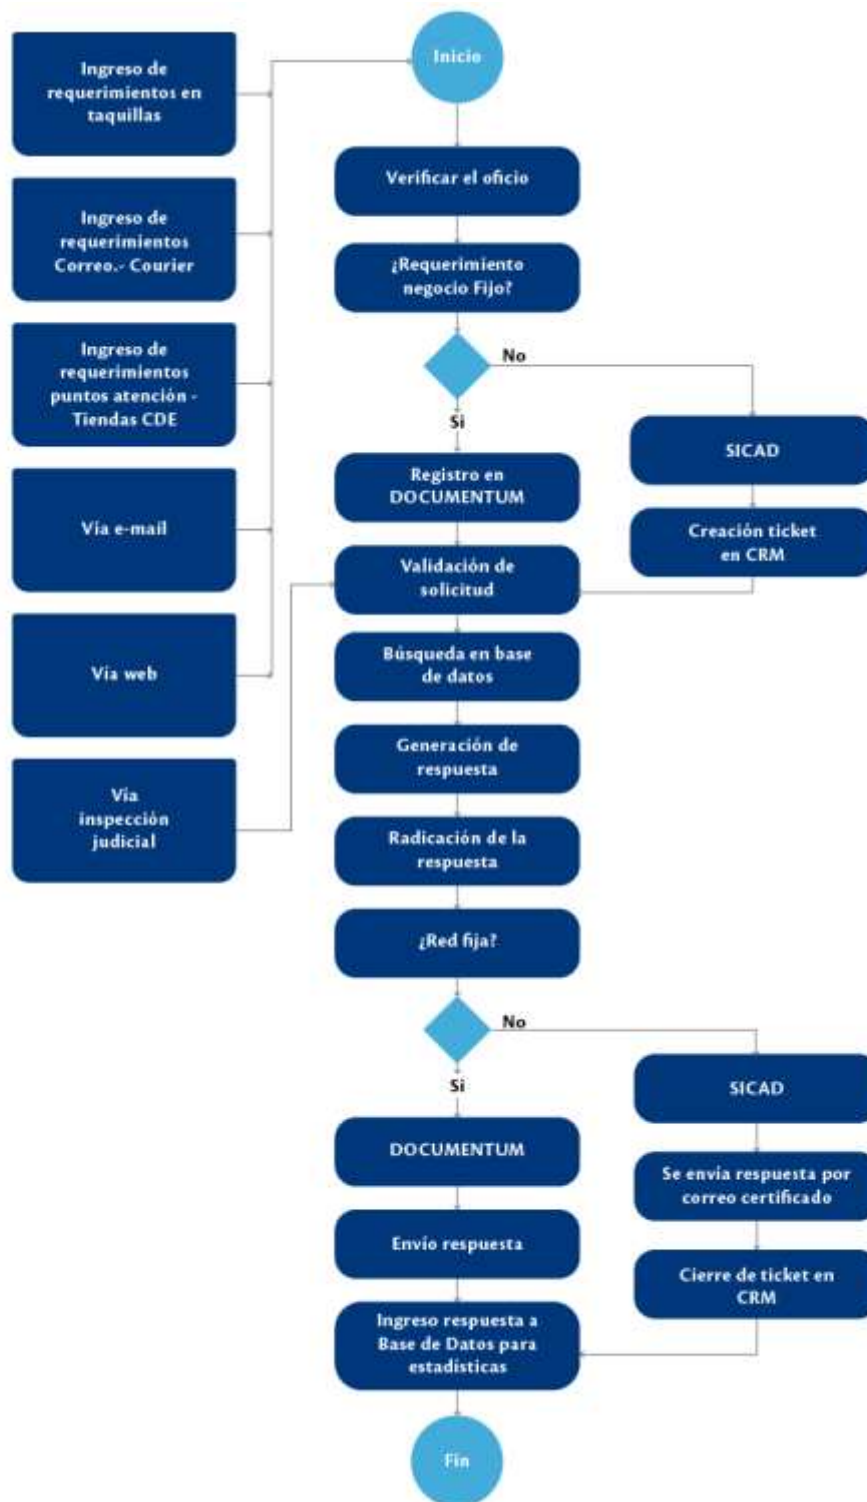 Inicio
Ingreso de
requerimientos en
taquillas
Ingreso de
requerimientos
Correo.- Courier
Ingreso de
requerimientos
puntos atención -
Tiendas CDE
Vía e-mail
Vía web
Vía
inspección
judicial
Verificar el oficio
¿Requerimiento
negocio Fijo?
No
Si
SICAD
Creación ticket
en CRM
Registro en
DOCUMENTUM
Validación de
solicitud
Búsqueda en base
de datos
Generación de
respuesta
Radicación de la
respuesta
¿Red fija?
No
Si
SICAD
Se envía respuesta por
correo certificado
Cierre de ticket en
CRM
DOCUMENTUM
Envío respuesta
Ingreso respuesta a
Base de Datos para
estadísticas
Fin